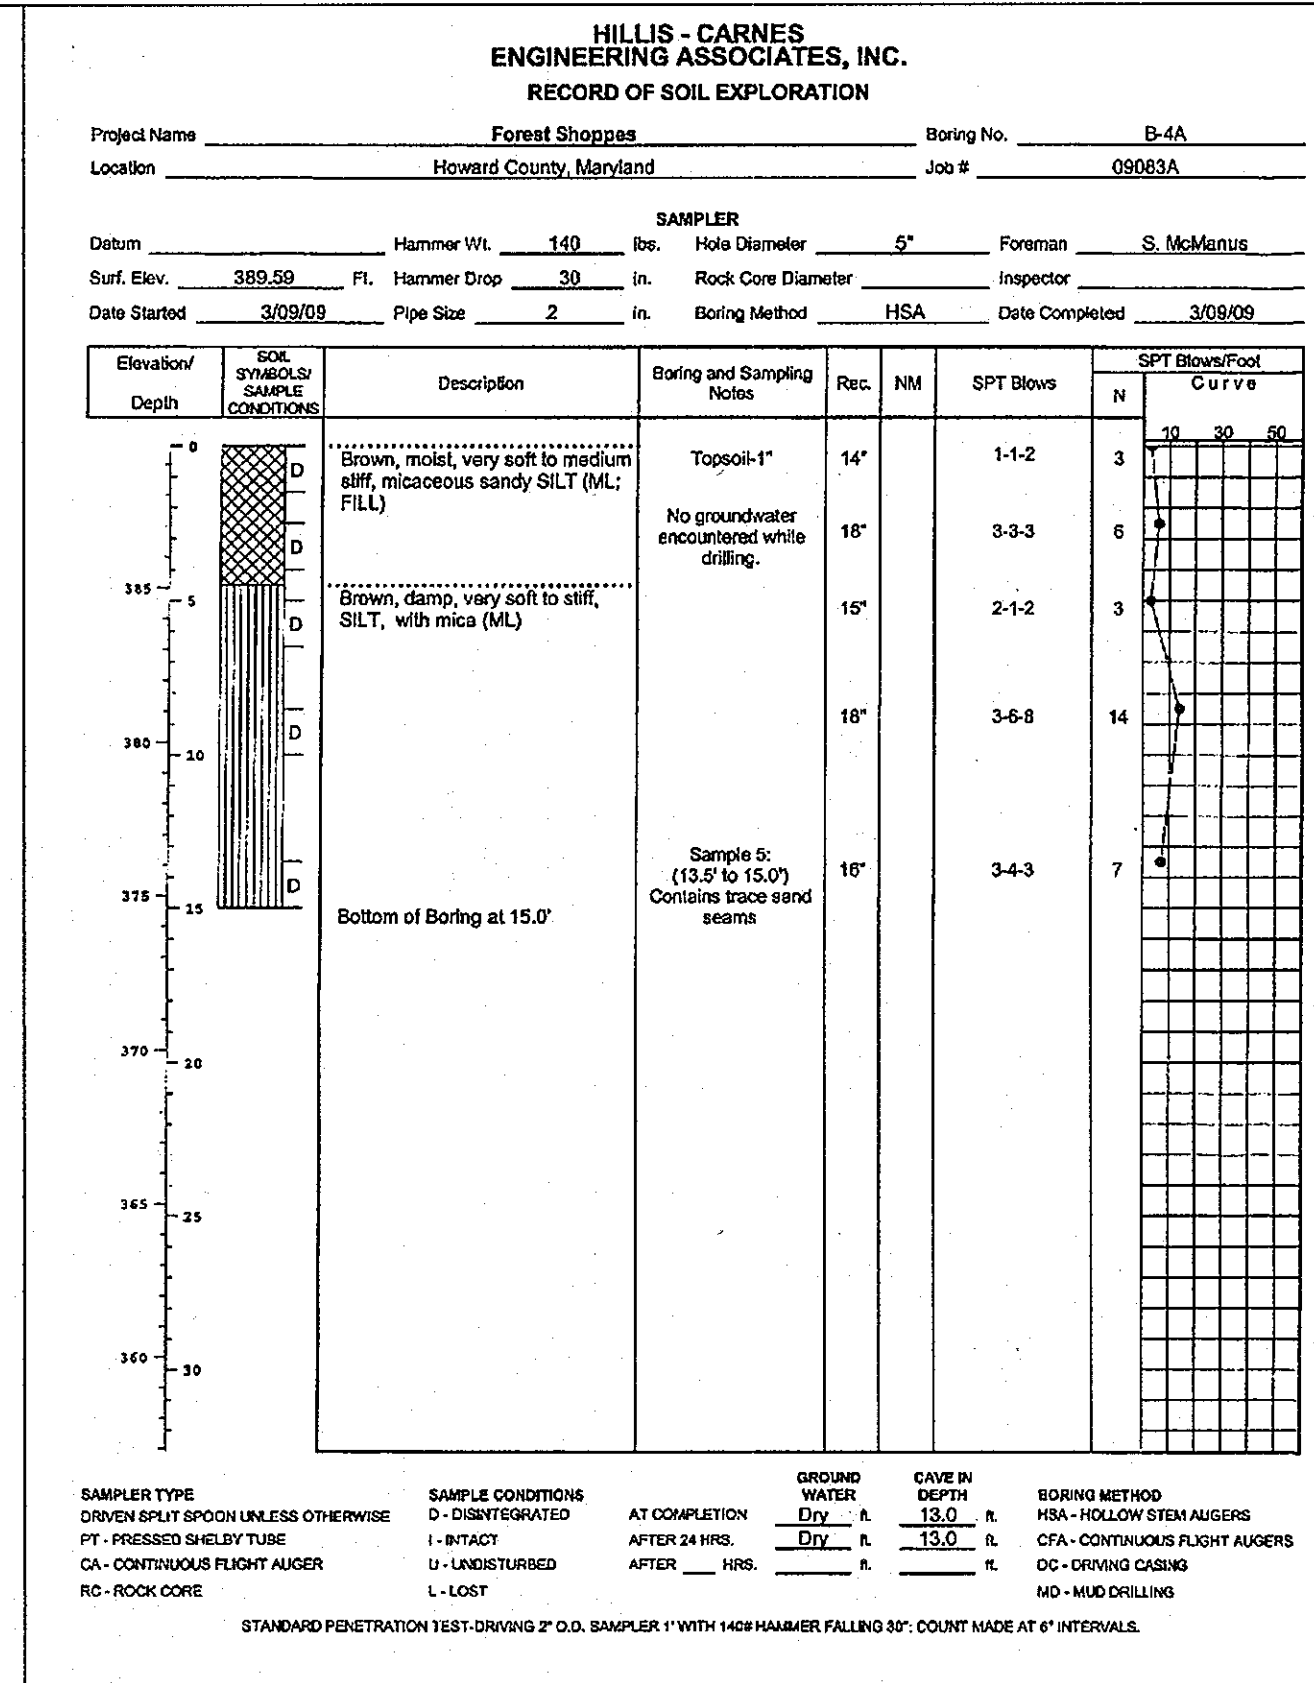 HILLIS - CARNES
ENGINEERING ASSOCIATES, INC.
RECORD OF SOIL EXPLORATION
Project Name Forest Shoppes Boring No. B-4A
Location Howard County, Maryland Job # 09083A
SAMPLER
Datum Hammer Wt. 140 lbs. Hole Diameter 5" Foreman S. McManus
Surf. Elev. 389.59 Ft. Hammer Drop 30 in. Rock Core Diameter Inspector
Date Started 3/09/09 Pipe Size 2 in. Boring Method HSA Date Completed 3/09/09
Elevation/
Depth
SOIL
SYMBOLS/
SAMPLE
CONDITIONS
Description
Boring and Sampling
Notes
Rec.
NM
SPT Blows
SPT Blows/Foot
N
Curve
10 30 50
0
D
Brown, moist, very soft to medium
stiff, micaceous sandy SILT (ML;
FILL)
Topsoil-1"
14"
1-1-2
3
D
No groundwater
encountered while
drilling.
18"
3-3-3
6
385
5
D
Brown, damp, very soft to stiff,
SILT, with mica (ML)
15"
2-1-2
3
D
18"
3-6-8
14
380
10
D
Sample 5:
(13.5' to 15.0')
Contains trace sand
seams
16"
3-4-3
7
375
15
Bottom of Boring at 15.0'
370
20
365
25
360
30
SAMPLER TYPE
DRIVEN SPLIT SPOON UNLESS OTHERWISE
PT - PRESSED SHELBY TUBE
CA - CONTINUOUS FLIGHT AUGER
RC - ROCK CORE
SAMPLE CONDITIONS
D - DISINTEGRATED
I - INTACT
U - UNDISTURBED
L - LOST
GROUND
WATER
CAVE IN
DEPTH
AT COMPLETION Dry ft. 13.0 ft.
AFTER 24 HRS. Dry ft. 13.0 ft.
AFTER ___ HRS. ft. ft.
BORING METHOD
HSA - HOLLOW STEM AUGERS
CFA - CONTINUOUS FLIGHT AUGERS
DC - DRIVING CASING
MD - MUD DRILLING
STANDARD PENETRATION TEST-DRIVING 2" O.D. SAMPLER 1' WITH 140# HAMMER FALLING 30"; COUNT MADE AT 6" INTERVALS.